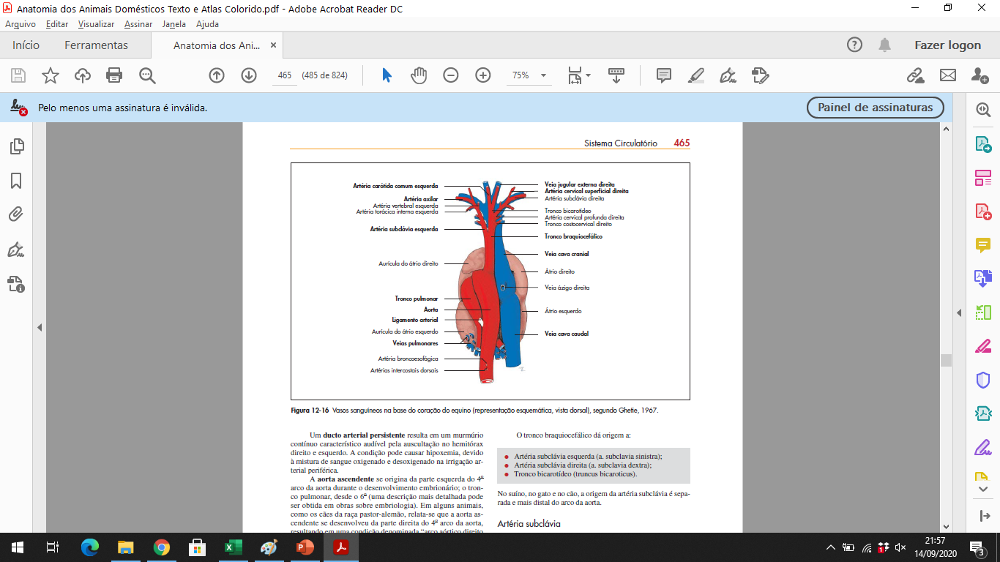 Anatomia dos Animais Domésticos Texto e Atlas Colorido.pdf - Adobe Acrobat Reader DC
Arquivo Editar Visualizar Assinar Janela Ajuda
Início Ferramentas Anatomia dos Ani... × Fazer logon
465 (485 de 824) 75%
Pelo menos uma assinatura é inválida. Painel de assinaturas
Sistema Circulatório 465
Artéria carótida comum esquerda
Artéria axilar
Artéria vertebral esquerda
Artéria torácica interna esquerda
Artéria subclávia esquerda
Aurícula do átrio direito
Tronco pulmonar
Aorta
Ligamento arterial
Aurícula do átrio esquerdo
Veias pulmonares
Artéria broncoesofágica
Artérias intercostais dorsais
Veia jugular externa direita
Artéria cervical superficial direita
Artéria subclávia direita
Tronco bicarotídeo
Artéria cervical profunda direita
Tronco costocervical direito
Tronco braquiocefálico
Veia cava cranial
Átrio direito
Veia ázigo direita
Átrio esquerdo
Veia cava caudal
Figura 12-16 Vasos sanguíneos na base do coração do equino (representação esquemática, vista dorsal), segundo Ghetie, 1967.
Um ducto arterial persistente resulta em um murmúrio
contínuo característico audível pela auscultação no hemitórax
direito e esquerdo. A condição pode causar hipoxemia, devido
à mistura de sangue oxigenado e desoxigenado na irrigação ar-
terial periférica.
A aorta ascendente se origina da parte esquerda do 4º
arco da aorta durante o desenvolvimento embrionário; o tron-
co pulmonar, desde o 6º (uma descrição mais detalhada pode
ser obtida em obras sobre embriologia). Em alguns animais,
como os cães da raça pastor-alemão, relata-se que a aorta as-
cendente se desenvolveu da parte direita do 4º arco da aorta,
resultando em uma condição denominada "arco aórtico direito
O tronco braquiocefálico dá origem a:
● Artéria subclávia esquerda (a. subclavia sinistra);
● Artéria subclávia direita (a. subclavia dextra);
● Tronco bicarotídeo (truncus bicaroticus).
No suíno, no gato e no cão, a origem da artéria subclávia é sepa-
rada e mais distal do arco da aorta.
Artéria subclávia
21:57
14/09/2020
3